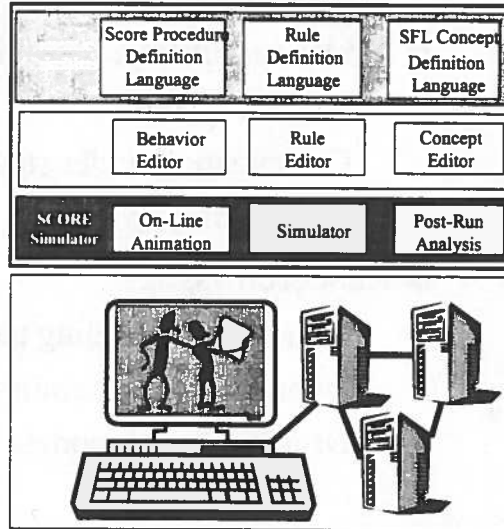 Score Procedure
Definition
Language
Rule
Definition
Language
SFL Concept
Definition
Language
Behavior
Editor
Rule
Editor
Concept
Editor
SCORE
Simulator
On-Line
Animation
Simulator
Post-Run
Analysis